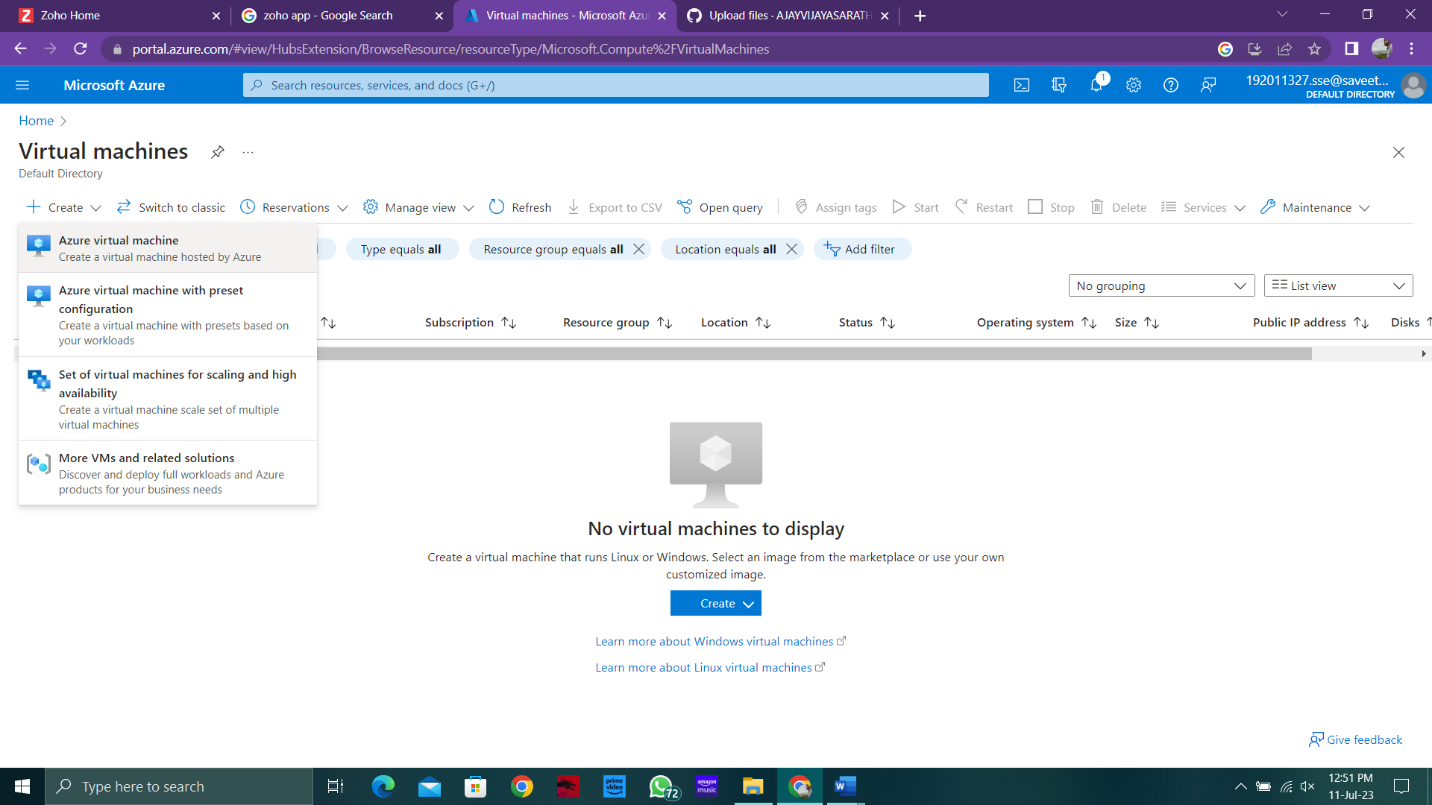 Zoho Home
zoho app - Google Search
Virtual machines - Microsoft Azu
Upload files · AJAYVIJAYASARATH
portal.azure.com/#view/HubsExtension/BrowseResource/resourceType/Microsoft.Compute%2FVirtualMachines
Microsoft Azure
Search resources, services, and docs (G+/)
1
192011327.sse@saveet...
DEFAULT DIRECTORY
Home
Virtual machines
Default Directory
Create
Switch to classic
Reservations
Manage view
Refresh
Export to CSV
Open query
Assign tags
Start
Restart
Stop
Delete
Services
Maintenance
Azure virtual machine
Create a virtual machine hosted by Azure
Azure virtual machine with preset
configuration
Create a virtual machine with presets based on
your workloads
Set of virtual machines for scaling and high
availability
Create a virtual machine scale set of multiple
virtual machines
More VMs and related solutions
Discover and deploy full workloads and Azure
products for your business needs
Type equals all
Resource group equals all
Location equals all
Add filter
No grouping
List view
Subscription
Resource group
Location
Status
Operating system
Size
Public IP address
Disks
No virtual machines to display
Create a virtual machine that runs Linux or Windows. Select an image from the marketplace or use your own
customized image.
Create
Learn more about Windows virtual machines
Learn more about Linux virtual machines
Give feedback
Type here to search
prime video
72
amazon music
12:51 PM
11-Jul-23